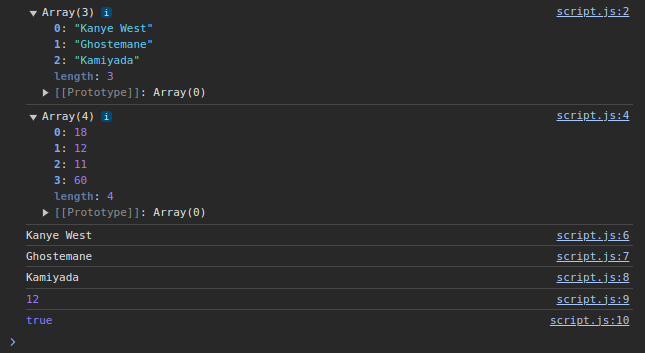 ▼ Array(3) i script.js:2
0: "Kanye West"
1: "Ghostemane"
2: "Kamiyada"
length: 3
▶ [[Prototype]]: Array(0)
▼ Array(4) i script.js:4
0: 18
1: 12
2: 11
3: 60
length: 4
▶ [[Prototype]]: Array(0)
Kanye West script.js:6
Ghostemane script.js:7
Kamiyada script.js:8
12 script.js:9
true script.js:10
>